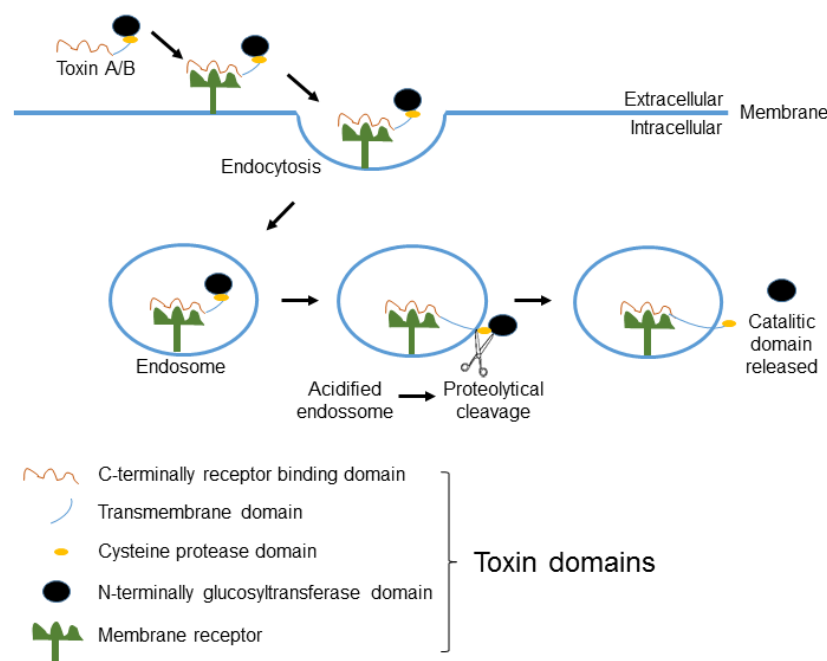 Toxin A/B
Extracellular
Intracellular
Membrane
Endocytosis
Endosome
Acidified
endossome
Proteolytical
cleavage
Catalitic
domain
released
C-terminally receptor binding domain
Transmembrane domain
Cysteine protease domain
N-terminally glucosyltransferase domain
Membrane receptor
Toxin domains